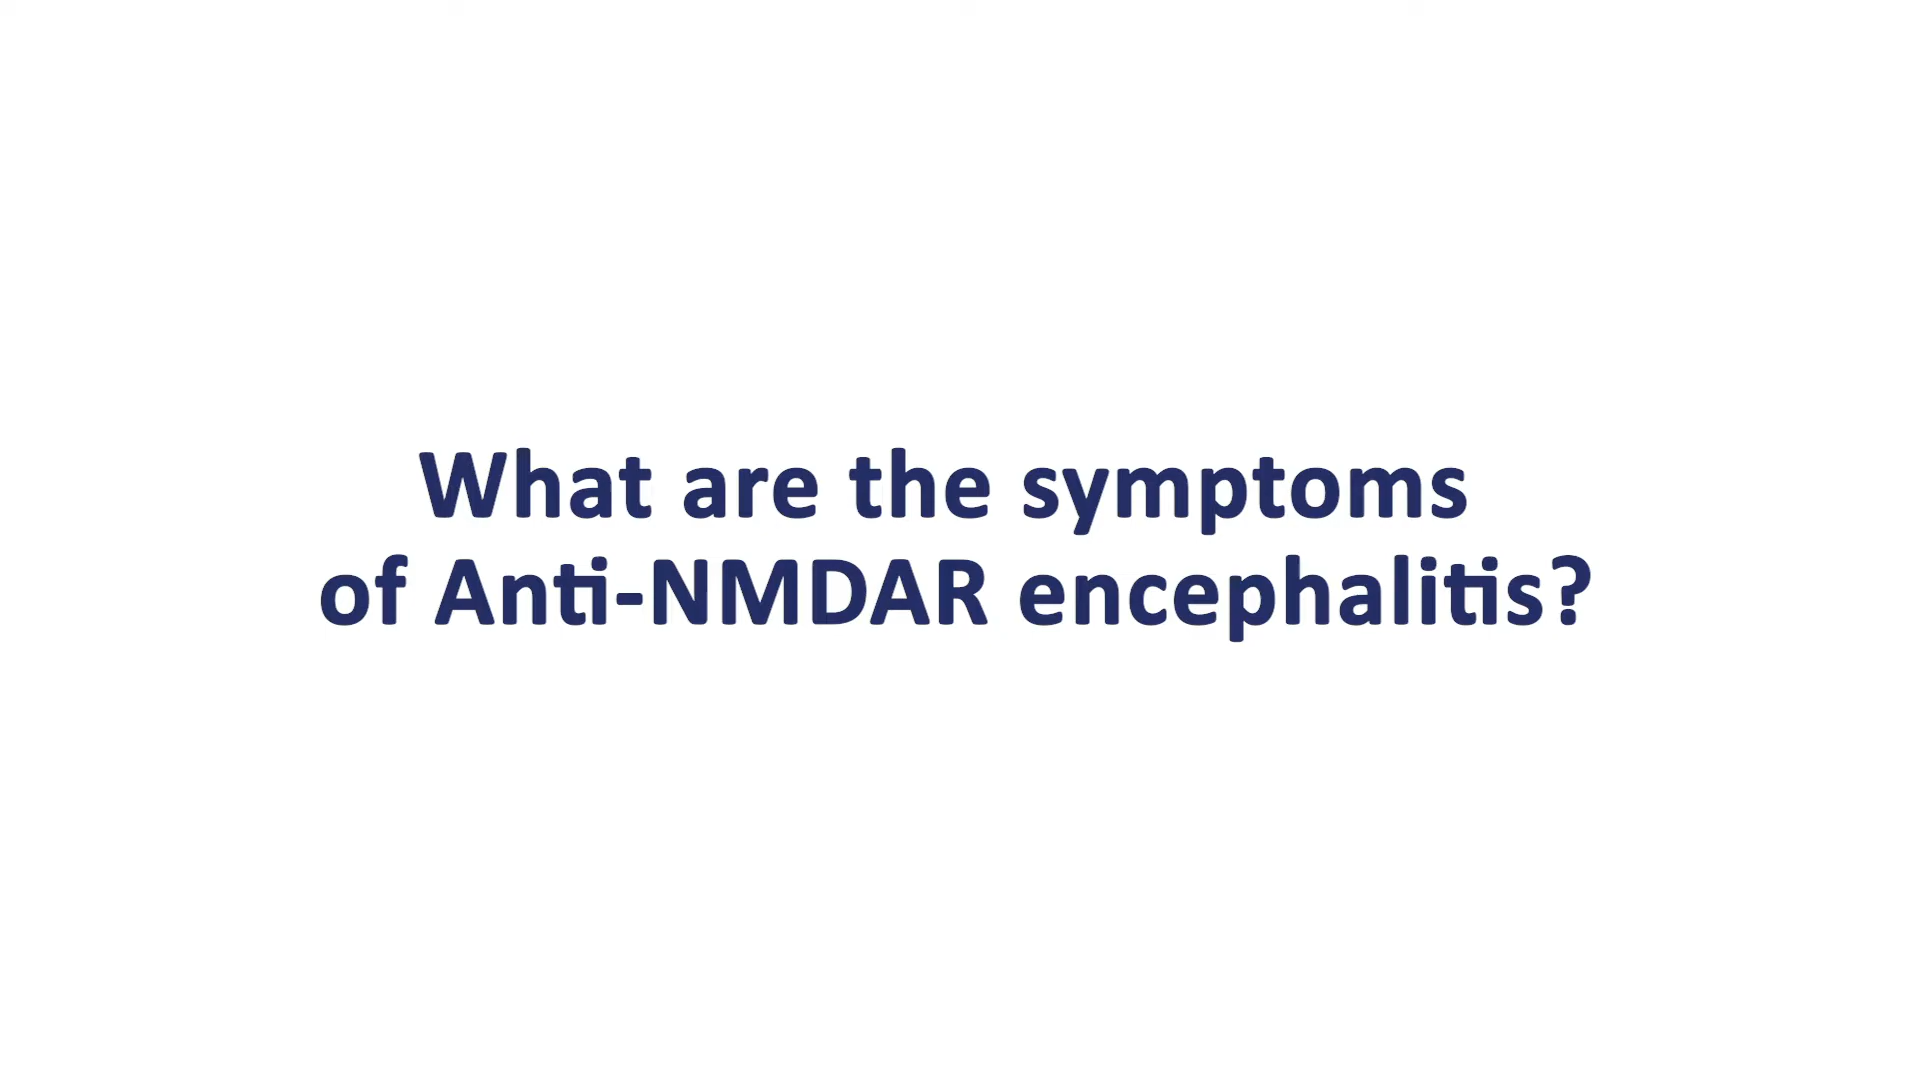 What are the symptoms
of Anti-NMDAR encephalitis?